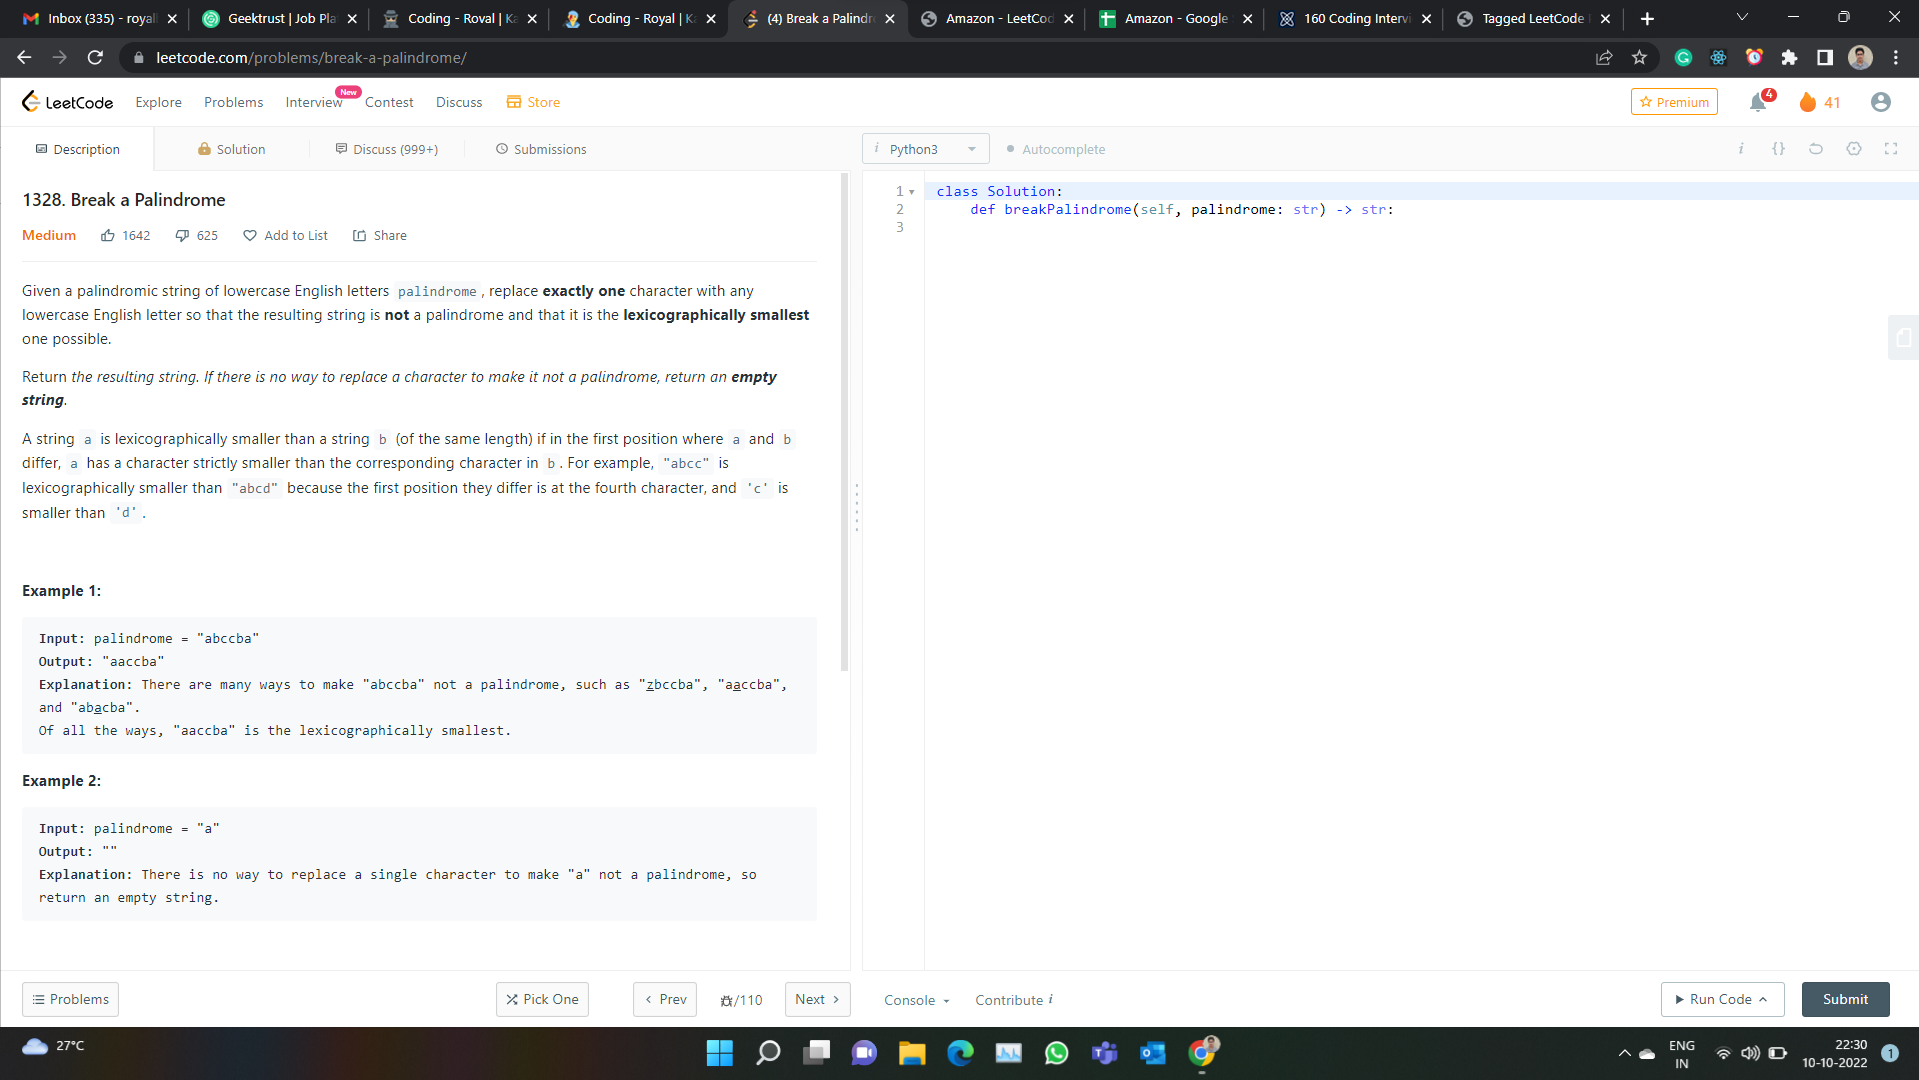 Inbox (335) - royal
Geektrust | Job Pla
Coding - Royal | Ka
Coding - Royal | Ka
(4) Break a Palindr
Amazon - LeetCod
Amazon - Google
160 Coding Intervi
Tagged LeetCode
leetcode.com/problems/break-a-palindrome/
LeetCode
Explore
Problems
Interview
New
Contest
Discuss
Store
Premium
4
41
Description
Solution
Discuss (999+)
Submissions
i Python3
Autocomplete
i {}
1328. Break a Palindrome
Medium
1642
625
Add to List
Share
Given a palindromic string of lowercase English letters palindrome, replace exactly one character with any
lowercase English letter so that the resulting string is not a palindrome and that it is the lexicographically smallest
one possible.
Return the resulting string. If there is no way to replace a character to make it not a palindrome, return an empty
string.
A string a is lexicographically smaller than a string b (of the same length) if in the first position where a and b
differ, a has a character strictly smaller than the corresponding character in b. For example, "abcc" is
lexicographically smaller than "abcd" because the first position they differ is at the fourth character, and 'c' is
smaller than 'd'.
Example 1:
Input: palindrome = "abccba"
Output: "aaccba"
Explanation: There are many ways to make "abccba" not a palindrome, such as "zbccba", "aaccba",
and "abacba".
Of all the ways, "aaccba" is the lexicographically smallest.
Example 2:
Input: palindrome = "a"
Output: ""
Explanation: There is no way to replace a single character to make "a" not a palindrome, so
return an empty string.
1 class Solution:
2 def breakPalindrome(self, palindrome: str) -> str:
3
Problems
Pick One
Prev
/110
Next
Console
Contribute i
Run Code
Submit
27°C
ENG
IN
22:30
10-10-2022
1